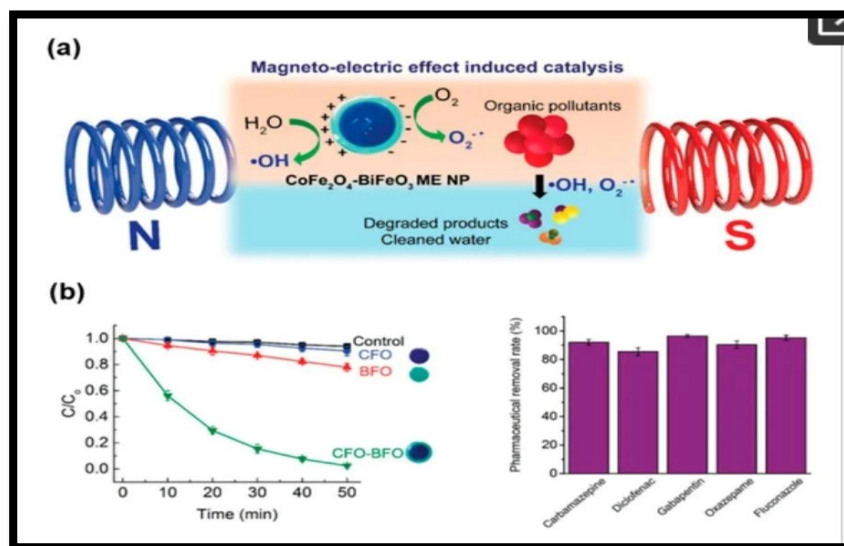 (a)
Magneto-electric effect induced catalysis
H₂O
O₂
•OH
O₂⁻•
CoFe₂O₄-BiFeO₃ ME NP
Organic pollutants
•OH, O₂⁻•
Degraded products
Cleaned water
N
S
(b)
C/C₀
1.0
0.8
0.6
0.4
0.2
0.0
Control
CFO
BFO
CFO-BFO
0 10 20 30 40 50
Time (min)
Pharmaceutical removal rate (%)
100
80
60
40
20
0
Carbamazepine
Diclofenac
Gabapentin
Oxazepame
Fluconazole